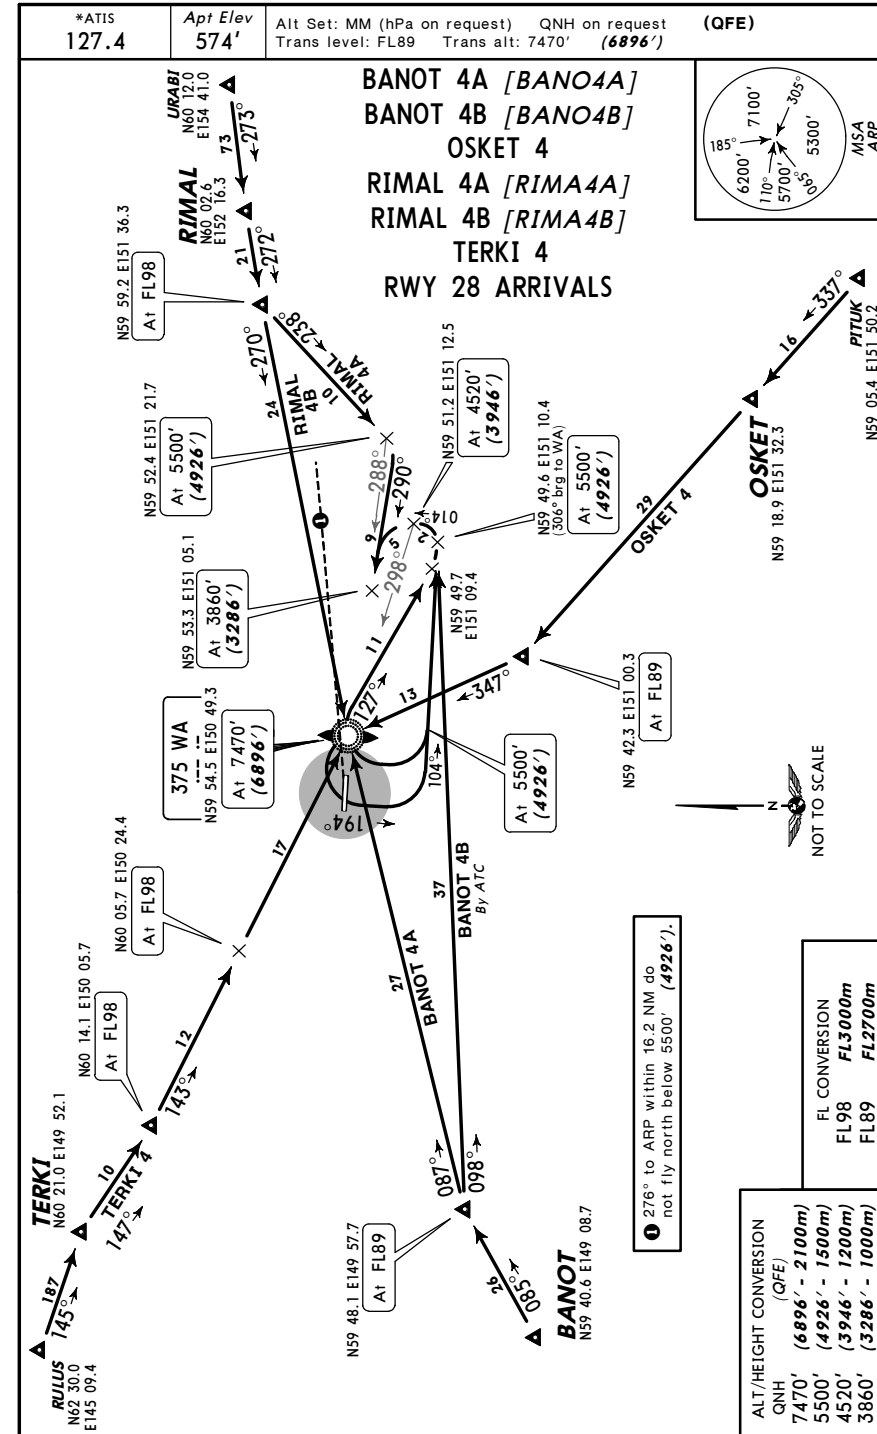 *ATIS
127.4
Apt Elev
574'
Alt Set: MM (hPa on request) QNH on request (QFE)
Trans level: FL89 Trans alt: 7470' (6896')
BANOT 4A [BANO4A]
BANOT 4B [BANO4B]
OSKET 4
RIMAL 4A [RIMA4A]
RIMAL 4B [RIMA4B]
TERKI 4
RWY 28 ARRIVALS
305°
7100'
5300'
185°
6200'
110°
5700'
065°
MSA
ARP
URABI
N60 12.0
E154 41.0
73
273°
RIMAL
N60 02.6
E152 16.3
21
272°
N59 59.2 E151 36.3
At FL98
270°
238°
24
RIMAL
4B
10
RIMAL
4A
N59 52.4 E151 21.7
At 5500'
(4926')
288°
290°
9
N59 51.2 E151 12.5
At 4520'
(3946')
5
2
014°
N59 49.6 E151 10.4
(306° brg to WA)
At 5500'
(4926')
298°
N59 53.3 E151 05.1
At 3860'
(3286')
N59 49.7
E151 09.4
11
127°
1
337°
16
PITUK
N59 05.4 E151 50.2
OSKET
N59 18.9 E151 32.3
29
OSKET 4
N59 42.3 E151 00.3
At FL89
347°
13
375 WA
N59 54.5 E150 49.3
At 7470'
(6896')
194°
104°
At 5500'
(4926')
17
N60 05.7 E150 24.4
At FL98
N60 14.1 E150 05.7
At FL98
12
143°
TERKI
N60 21.0 E149 52.1
10
TERKI 4
147°
187
145°
RULUS
N62 30.0
E145 09.4
27
BANOT 4A
37
BANOT 4B
By ATC
087°
098°
N59 48.1 E149 57.7
At FL89
26
085°
BANOT
N59 40.6 E149 08.7
N
NOT TO SCALE
1 276° to ARP within 16.2 NM do
not fly north below 5500' (4926').
FL CONVERSION
FL98 FL3000m
FL89 FL2700m
ALT/HEIGHT CONVERSION
QNH (QFE)
7470' (6896' - 2100m)
5500' (4926' - 1500m)
4520' (3946' - 1200m)
3860' (3286' - 1000m)